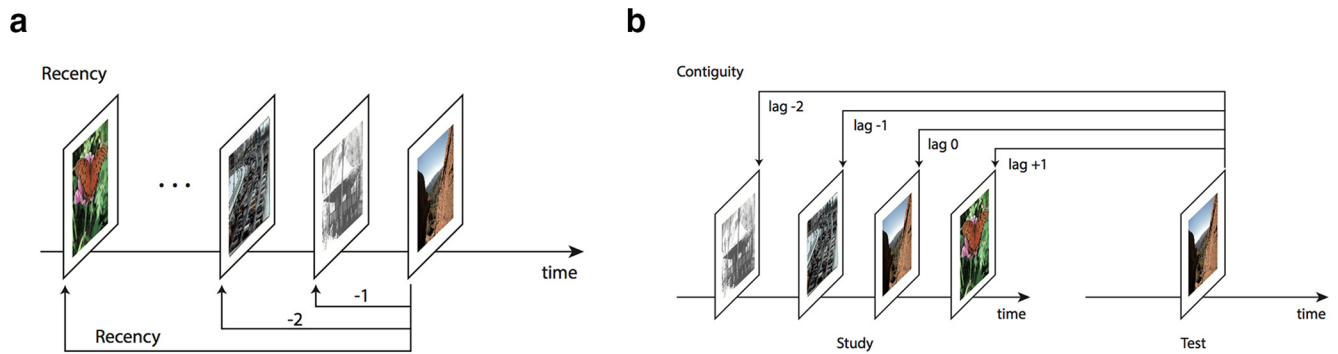 a
Recency
. . .
time
-1
-2
Recency
b
Contiguity
lag -2
lag -1
lag 0
lag +1
time
time
Study
Test